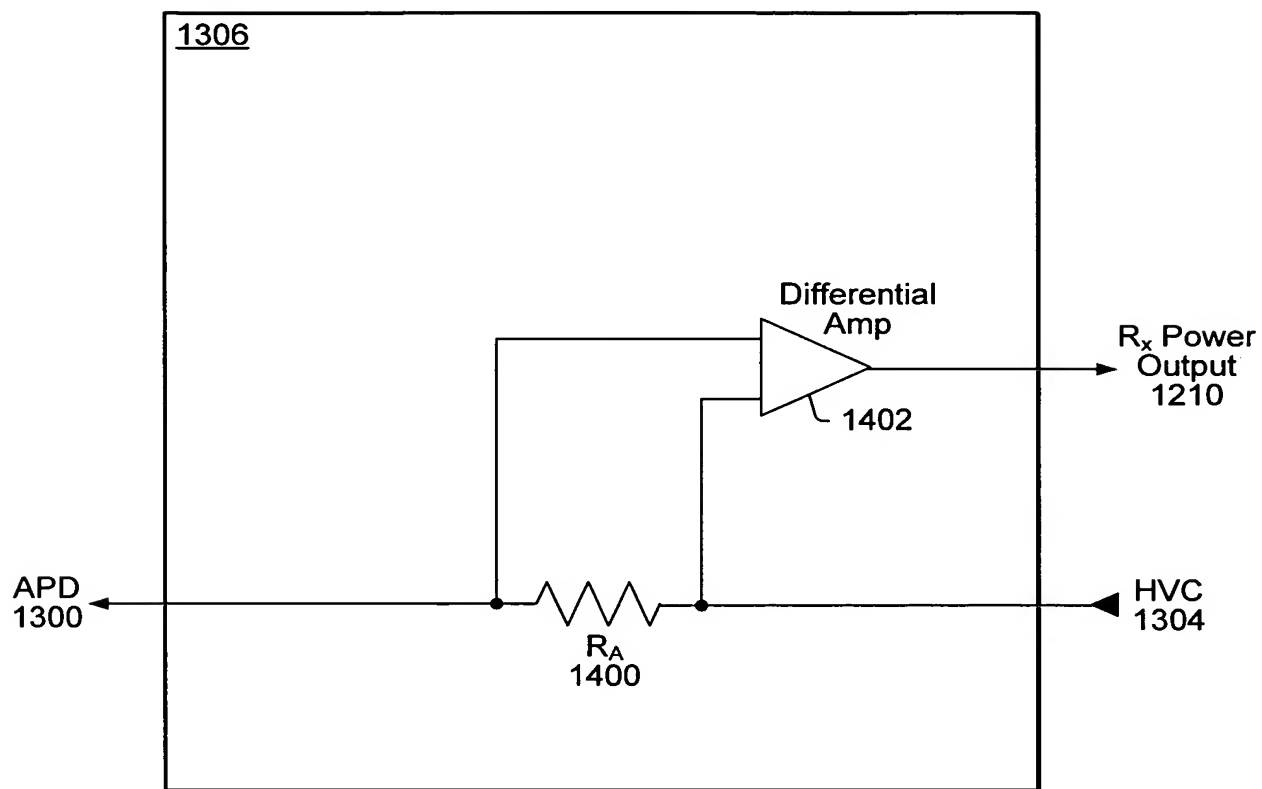 1306
Differential
Amp
1402
Rx Power
Output
1210
APD
1300
RA
1400
HVC
1304